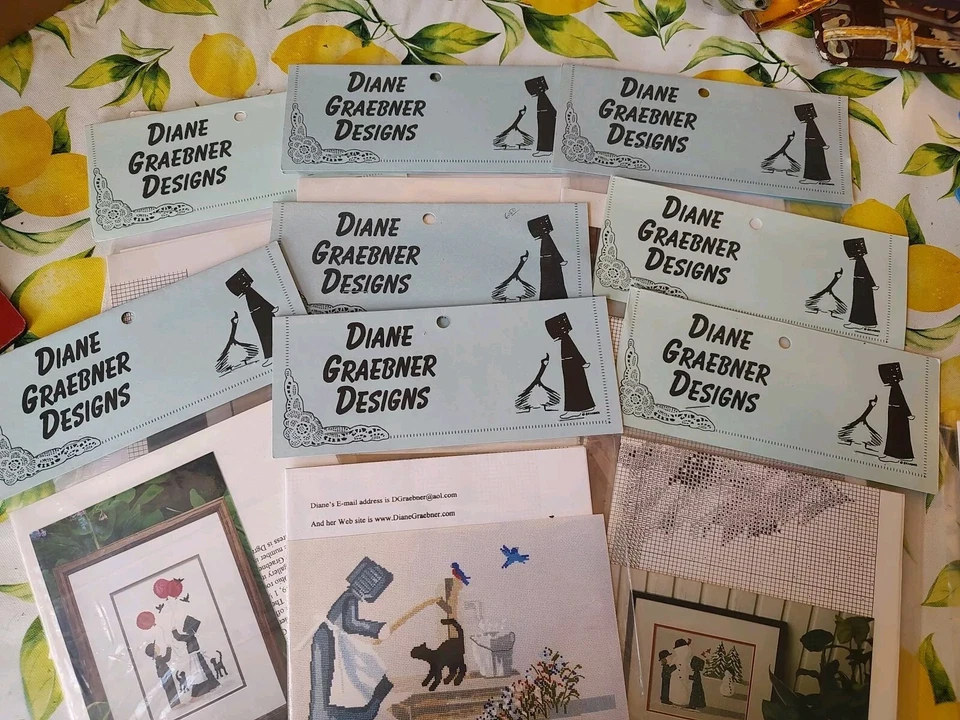 DIANE
GRAEBNER
DESIGNS
DIANE
GRAEBNER
DESIGNS
DIANE
GRAEBNER
DESIGNS
DIANE
GRAEBNER
DESIGNS
DIANE
GRAEBNER
DESIGNS
DIANE
GRAEBNER
DESIGNS
DIANE
GRAEBNER
DESIGNS
DIANE
GRAEBNER
DESIGNS
Diane's E-mail address is DGraebner@aol.com
And her Web site is www.DianeGraebner.com